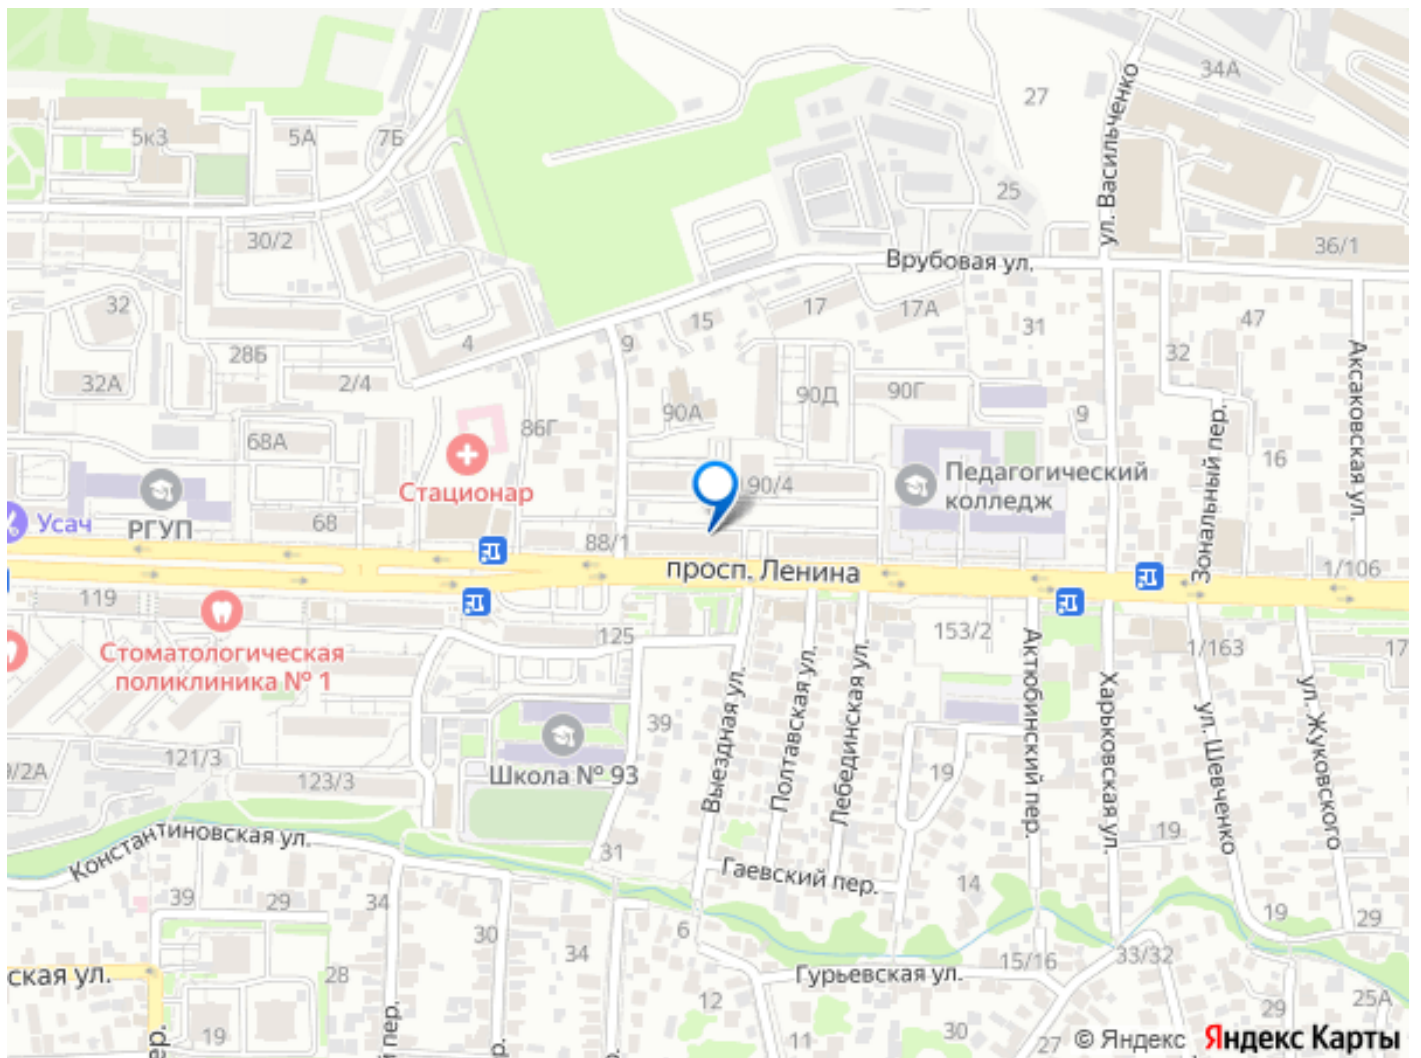 34А
27
ул. Васильченко
5к3
5А
7Б
25
30/2
36/1
Врубовая ул.
32
17
17А
15
31
47
28Б
4
9
32
32А
2/4
90Д
90Г
Аксаковская ул.
90А
9
86Г
68А
Зональный пер.
16
Стационар
90/4
Педагогический
колледж
Усач
РГУП
68
88/1
просп. Ленина
1/106
119
125
153/2
1/163
17
Стоматологическая
поликлиника № 1
Выездная ул.
Полтавская ул.
Лебединская ул.
Актюбинский пер.
Харьковская ул.
ул. Шевченко
ул. Жуковского
39
121/3
9/2А
123/3
Школа № 93
19
19
Константиновская ул.
31
Гаевский пер.
14
39
29
34
19
29
6
30
34
ская ул.
28
Гурьевская ул.
15/16
33/32
12
29
25А
19
й пер.
ер.
р.
11
30
27
© Яндекс
Яндекс Карты